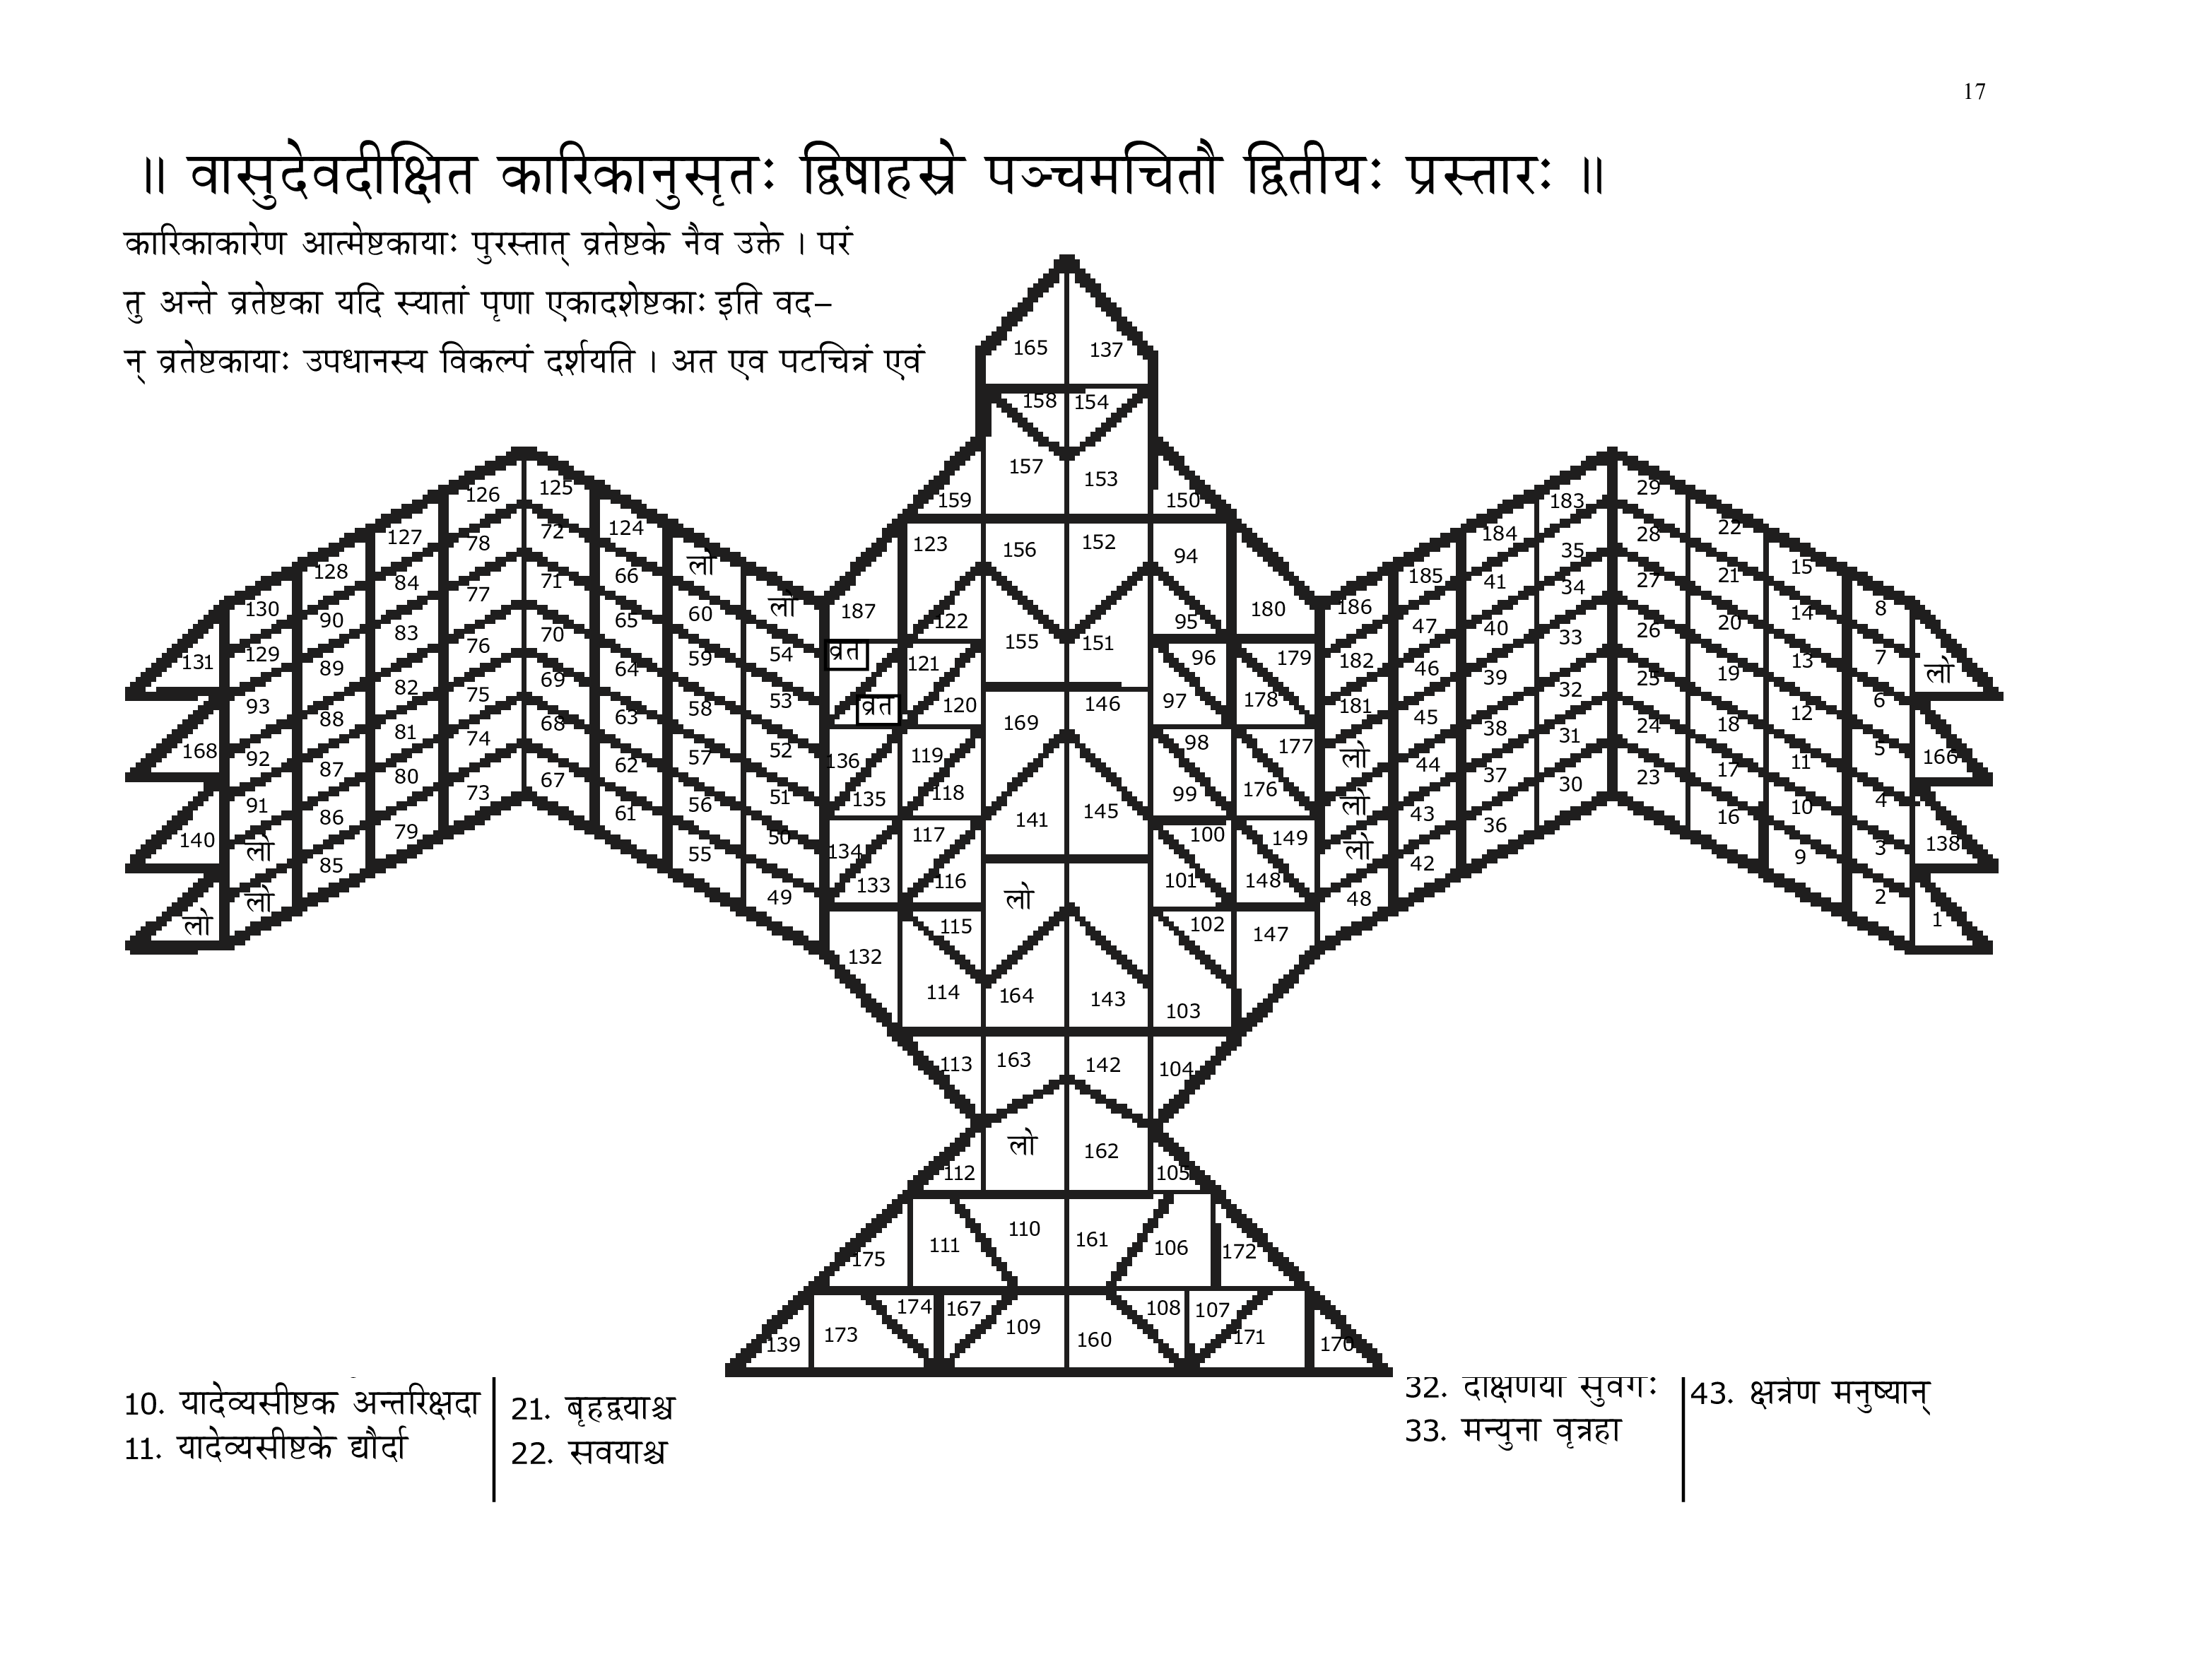 17
॥ वासुदेवदीक्षित कारिकानुसृतः द्विषाहस्रे पञ्चमचितौ द्वितीयः प्रस्तारः ॥
कारिकाकारेण आत्मेष्टकायाः पुरस्तात् व्रतेष्टके नैव उक्ते । परं
तु अन्ते व्रतेष्टका यदि स्यातां पृणा एकादशेष्टकाः इति वद–
न् व्रतेष्टकायाः उपधानस्य विकल्पं दर्शयति । अत एव पटचित्रं एवं
165 137
158 154
157 153
159 150
126 125 183 29
127 78 72 124 लो 123 156 152 94 184 35 28 22
128 84 77 71 66 60 लो 187 122 95 180 186 185 41 34 27 21 15
130 90 83 76 70 65 59 54 व्रत 121 155 151 96 179 182 47 40 33 26 20 14 8
131 129 89 82 75 69 64 58 53 व्रत 120 169 146 97 178 181 46 39 32 25 19 13 7 लो
168 93 88 81 74 68 63 57 52 136 119 98 177 लो 45 38 31 24 18 12 6 166
92 87 80 73 67 62 56 51 135 118 141 145 99 176 लो 44 37 30 23 17 11 5
140 91 86 79 61 55 50 134 117 100 149 लो 43 36 16 10 4 138
लो 85 49 133 116 लो 101 148 48 42 9 3
लो लो 2 1
132 115 102 147
114 164 143 103
113 163 142 104
112 लो 162 105
175 111 110 161 106 172
139 173 174 167 109 160 108 107 171 170
10. यादेव्यसीष्टक अन्तरिक्षदा
11. यादेव्यसीष्टके द्यौर्दा
21. बृहद्वयाश्च
22. सवयाश्च
32. दक्षिणया सुवर्गः
33. मन्युना वृत्रहा
43. क्षत्रेण मनुष्यान्